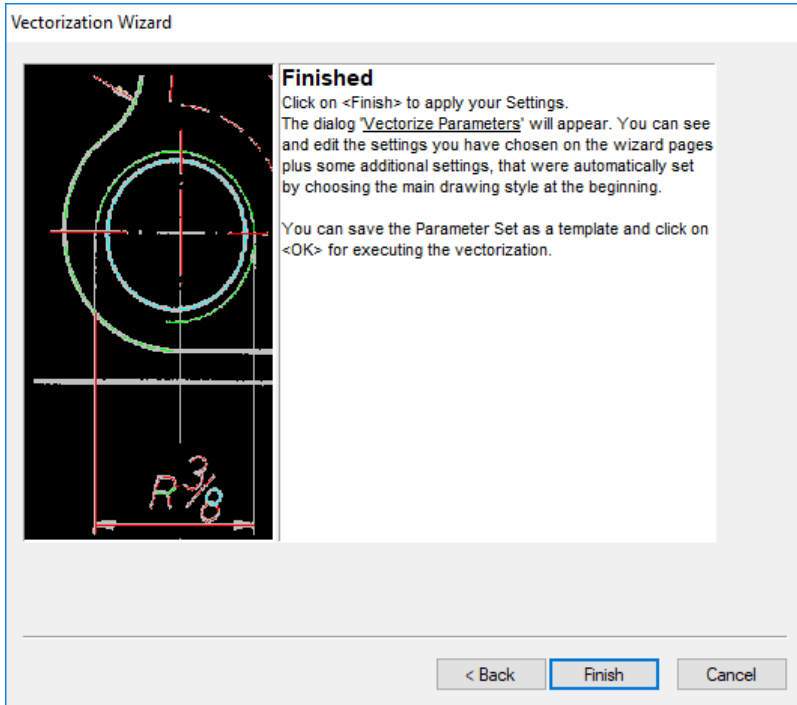 Vectorization Wizard
Finished
Click on <Finish> to apply your Settings.
The dialog 'Vectorize Parameters' will appear. You can see
and edit the settings you have chosen on the wizard pages
plus some additional settings, that were automatically set
by choosing the main drawing style at the beginning.
You can save the Parameter Set as a template and click on
<OK> for executing the vectorization.
R 3/8
< Back
Finish
Cancel